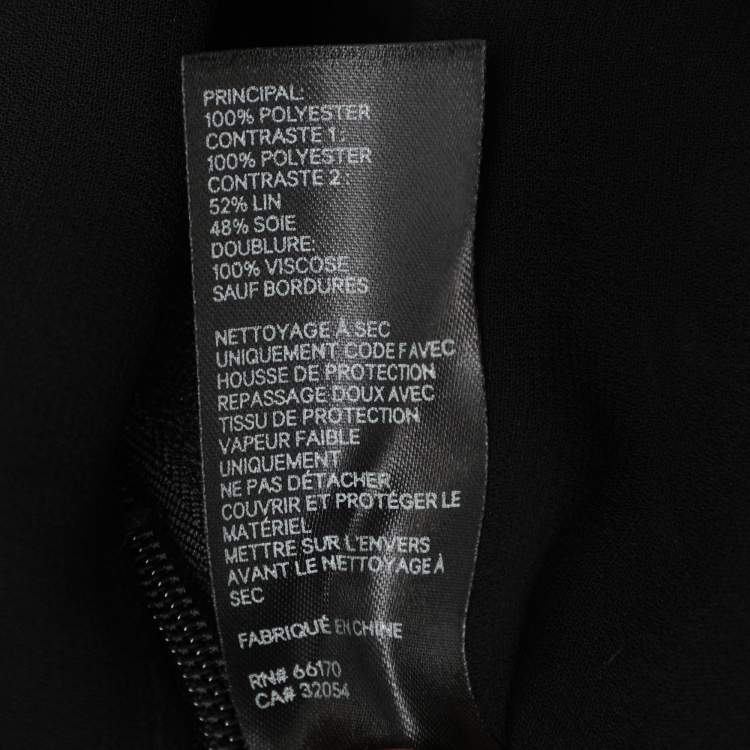 PRINCIPAL:
100% POLYESTER
CONTRASTE 1 :
100% POLYESTER
CONTRASTE 2 :
52% LIN
48% SOIE
DOUBLURE:
100% VISCOSE
SAUF BORDURES
NETTOYAGE À SEC
UNIQUEMENT CODE F AVEC
HOUSSE DE PROTECTION
REPASSAGE DOUX AVEC
TISSU DE PROTECTION
VAPEUR FAIBLE
UNIQUEMENT
NE PAS DÉTACHER
COUVRIR ET PROTÉGER LE
MATÉRIEL
METTRE SUR L'ENVERS
AVANT LE NETTOYAGE À
SEC
FABRIQUÉ EN CHINE
RN# 66170
CA# 32054